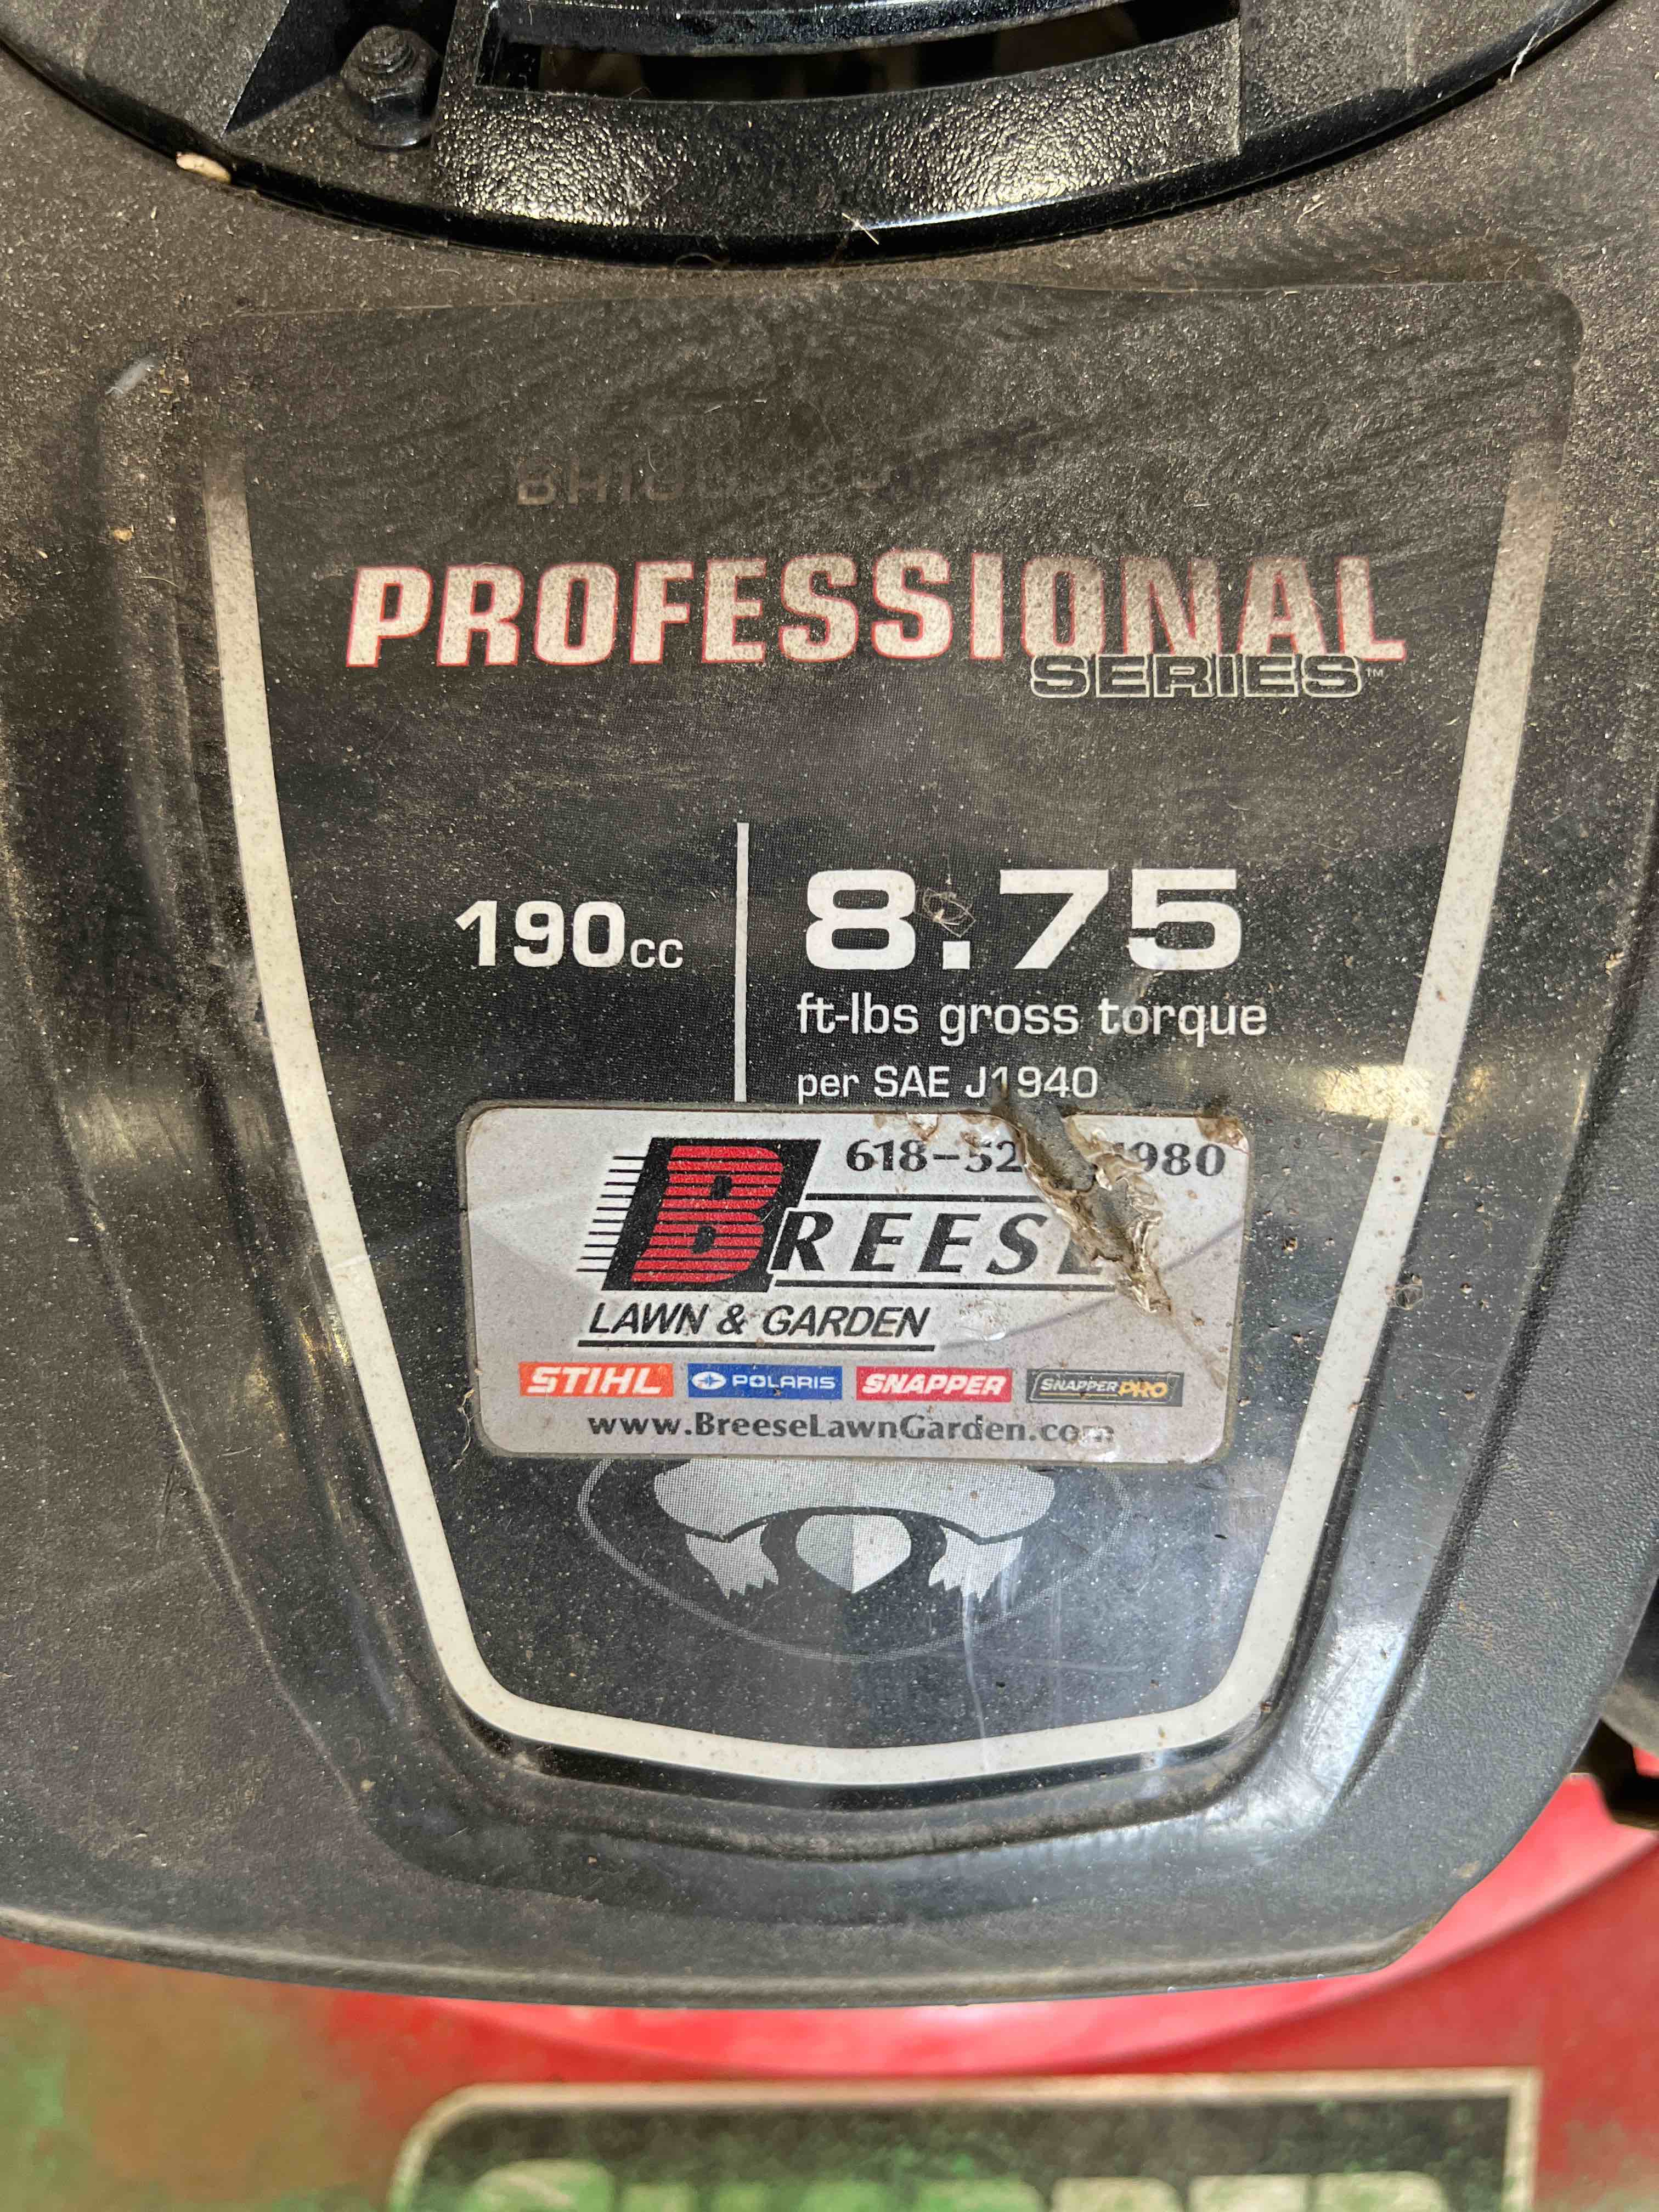 PROFESSIONAL
SERIES™
190cc
8.75
ft-lbs gross torque
per SAE J1940
BREESE
LAWN & GARDEN
STIHL
POLARIS
SNAPPER
SNAPPER PRO
www.BreeseLawnGarden.com